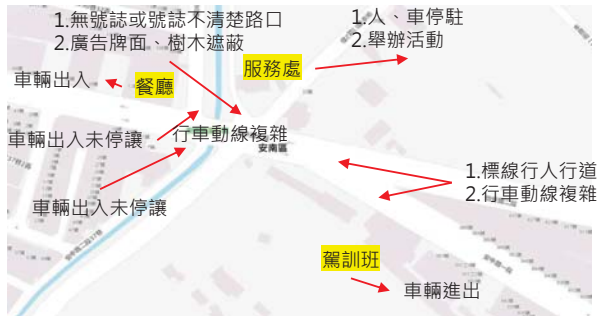 1.無號誌或號誌不清楚路口
2.廣告牌面、樹木遮蔽
1.人、車停駐
2.舉辦活動
服務處
車輛出入
餐廳
車輛出入未停讓
行車動線複雜
安南區
1.標線行人行道
2.行車動線複雜
車輛出入未停讓
駕訓班
車輛進出